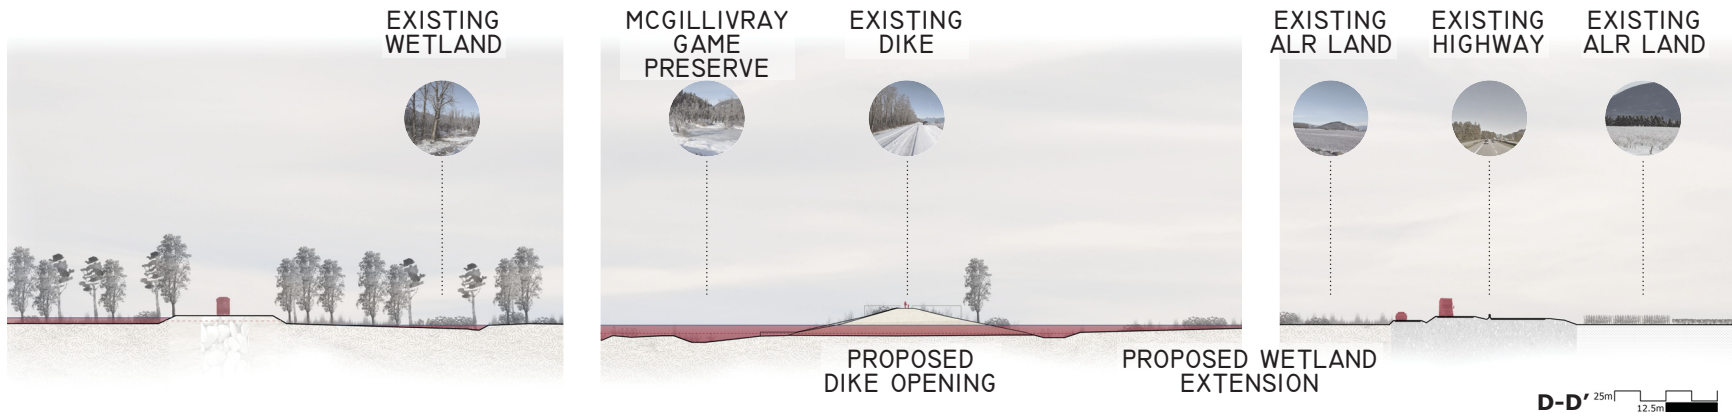 EXISTING
WETLAND
MCGILLIVRAY
GAME
PRESERVE
EXISTING
DIKE
EXISTING
ALR LAND
EXISTING
HIGHWAY
EXISTING
ALR LAND
PROPOSED
DIKE OPENING
PROPOSED WETLAND
EXTENSION
D-D' 25m
12.5m